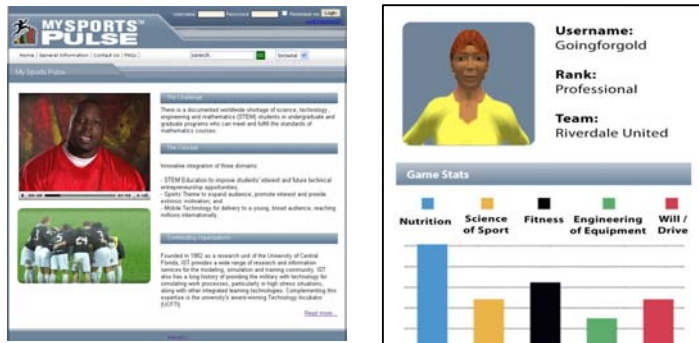 Username Password Remember me Login
MYSPORTS™
PULSE
Home | General Information | Contact Us | FAQs |
search.. Browse
My Sports Pulse
The Challenge
There is a documented worldwide shortage of science, technology,
engineering and mathematics (STEM) students in undergraduate and
graduate programs who can meet and fulfill the standards of
mathematics courses.
The Concept
Innovative integration of three domains:
- STEM Education to improve students' interest and future technical
entrepreneurship opportunities;
- Sports Theme to expand audience, promote interest and provide
extrinsic motivation; and
- Mobile Technology for delivery to a young, broad audience, reaching
millions internationally.
Organizations
Founded in 1982 as a research unit of the University of Central
Florida, IST provides a wide range of research and information
services for the modeling, simulation and training community. IST
also has a long history of providing the military with technology for
simulating work processes, particularly in high stress situations,
along with other integrated learning technologies. Complementing this
expertise is the university's award-winning Technology Incubator
(UCFTI).
Read more...
Username:
Goingforgold
Rank:
Professional
Team:
Riverdale United
Game Stats
Nutrition
Science
of Sport
Fitness
Engineering
of Equipment
Will /
Drive